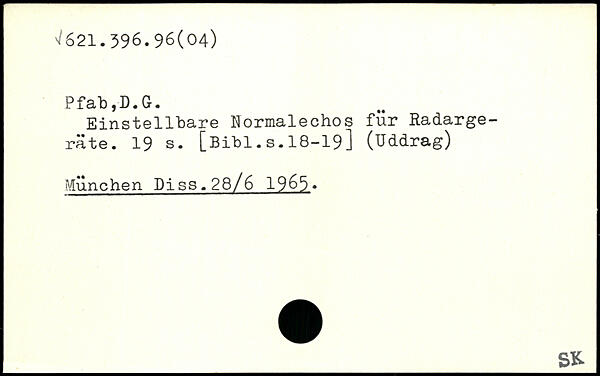 √621.396.96(04)
Pfab,D.G.
Einstellbare Normalechos für Radarge-
räte. 19 s. [Bibl.s.18-19] (Uddrag)
München Diss.28/6 1965.
SK